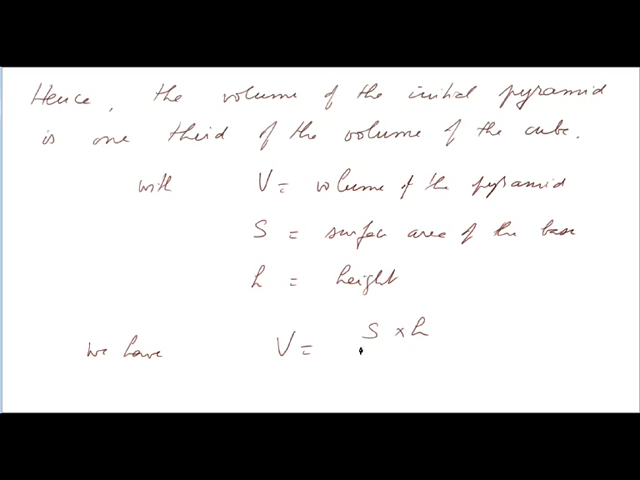 Hence, the volume of the initial pyramid
is one third of the volume of the cube.
with V = volume of the pyramid
S = surface area of the base
h = height
We have V = S × h